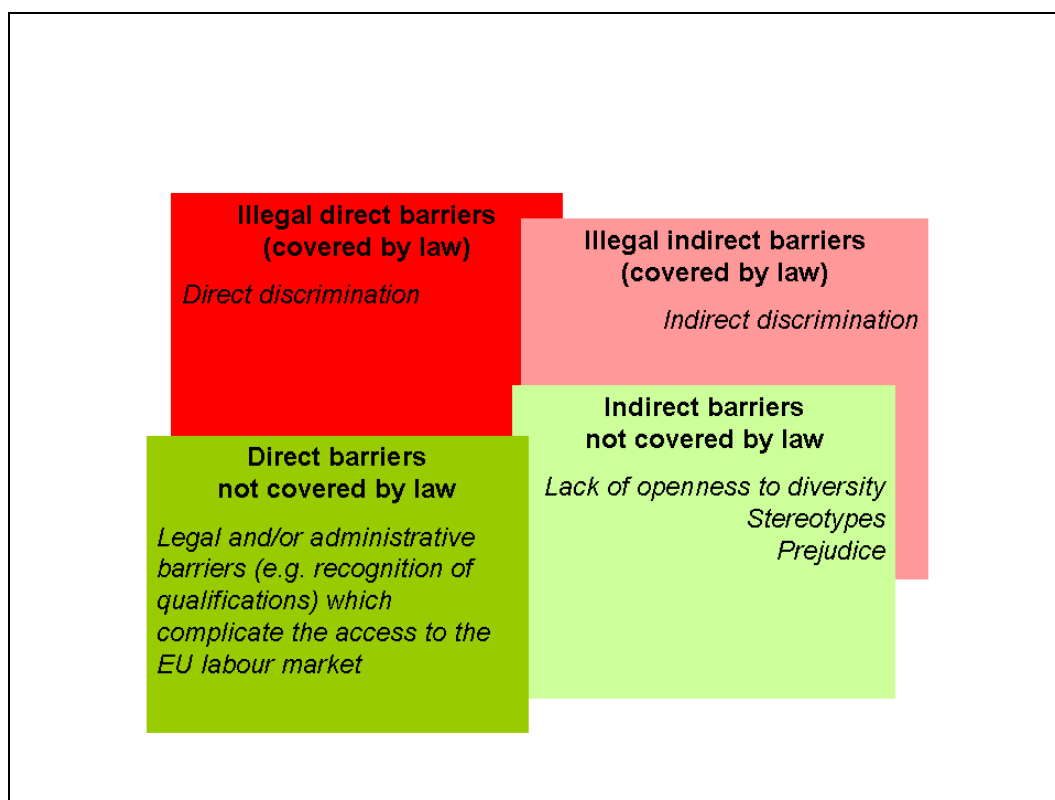 Illegal direct barriers
(covered by law)
Direct discrimination
Illegal indirect barriers
(covered by law)
Indirect discrimination
Direct barriers
not covered by law
Legal and/or administrative
barriers (e.g. recognition of
qualifications) which
complicate the access to the
EU labour market
Indirect barriers
not covered by law
Lack of openness to diversity
Stereotypes
Prejudice